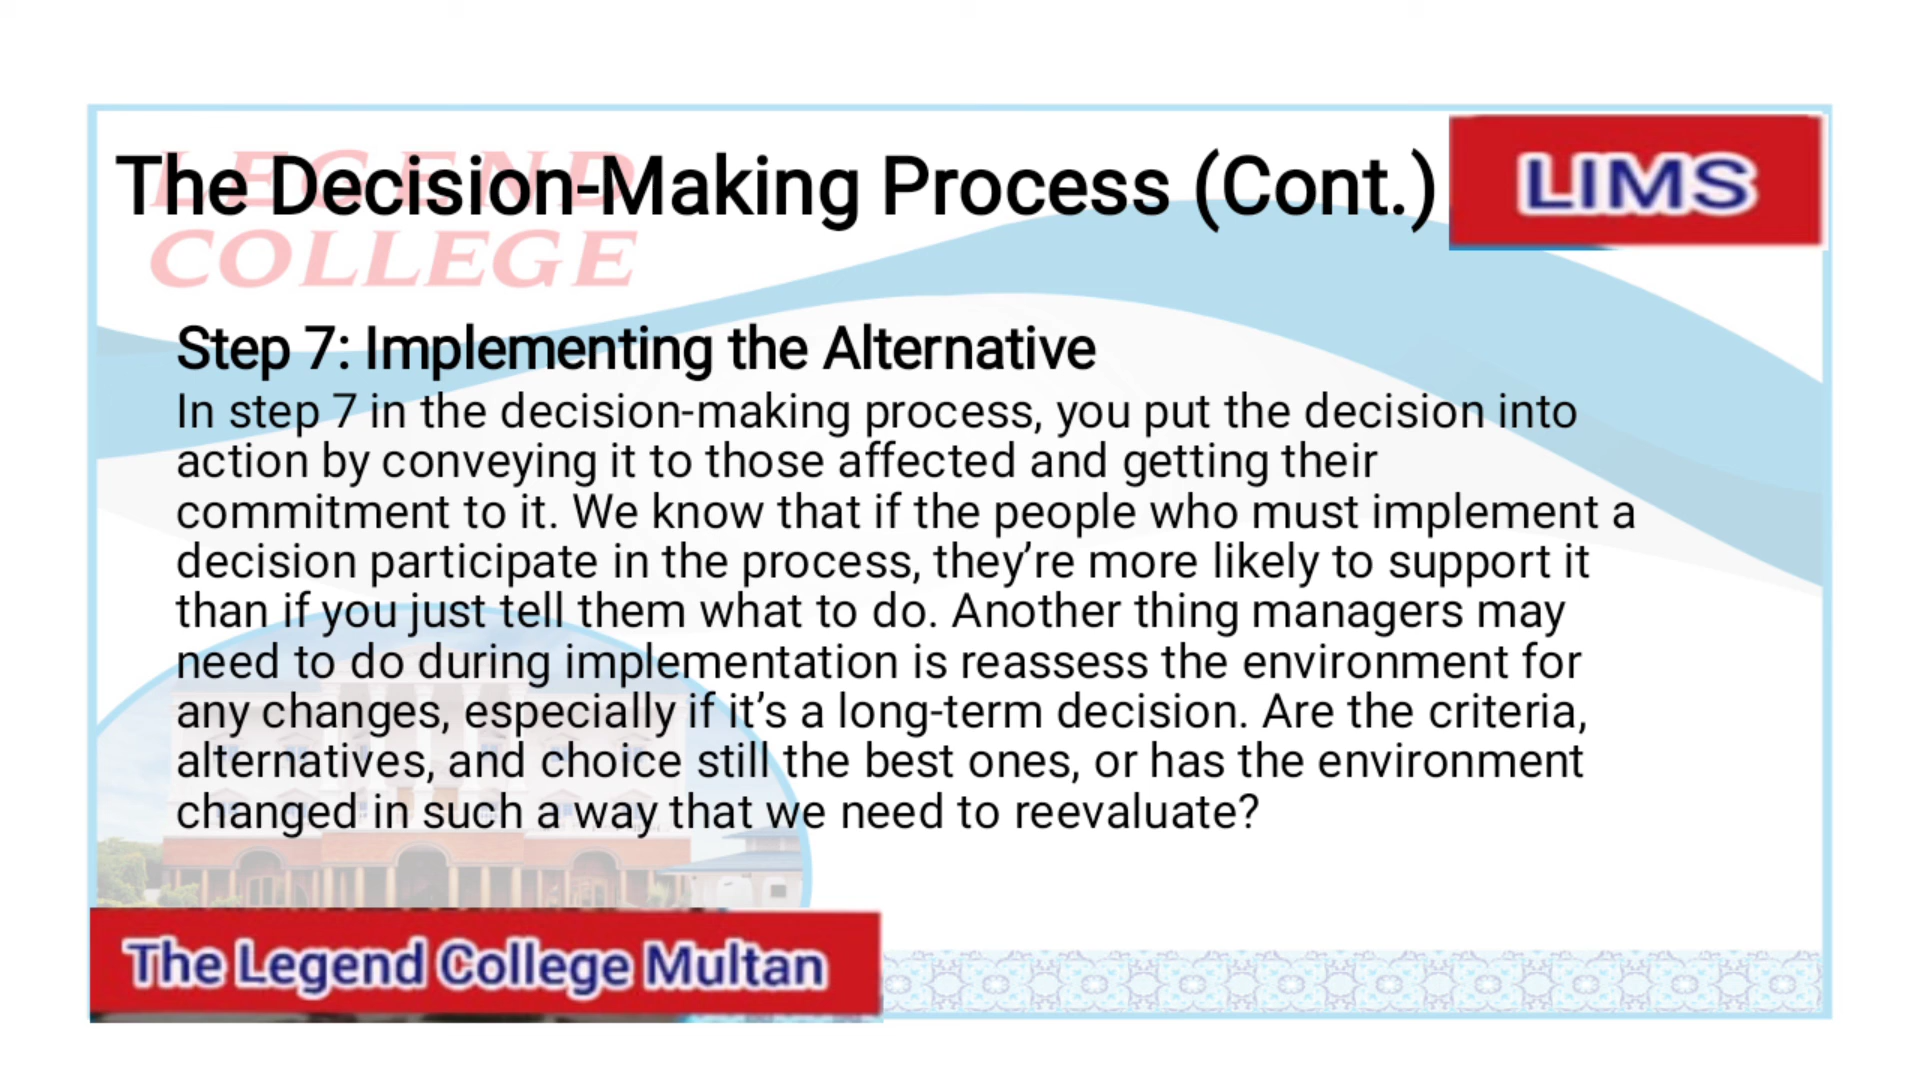 The Decision-Making Process (Cont.)
LIMS
LEGEND
COLLEGE
Step 7: Implementing the Alternative
In step 7 in the decision-making process, you put the decision into
action by conveying it to those affected and getting their
commitment to it. We know that if the people who must implement a
decision participate in the process, they’re more likely to support it
than if you just tell them what to do. Another thing managers may
need to do during implementation is reassess the environment for
any changes, especially if it’s a long-term decision. Are the criteria,
alternatives, and choice still the best ones, or has the environment
changed in such a way that we need to reevaluate?
The Legend College Multan